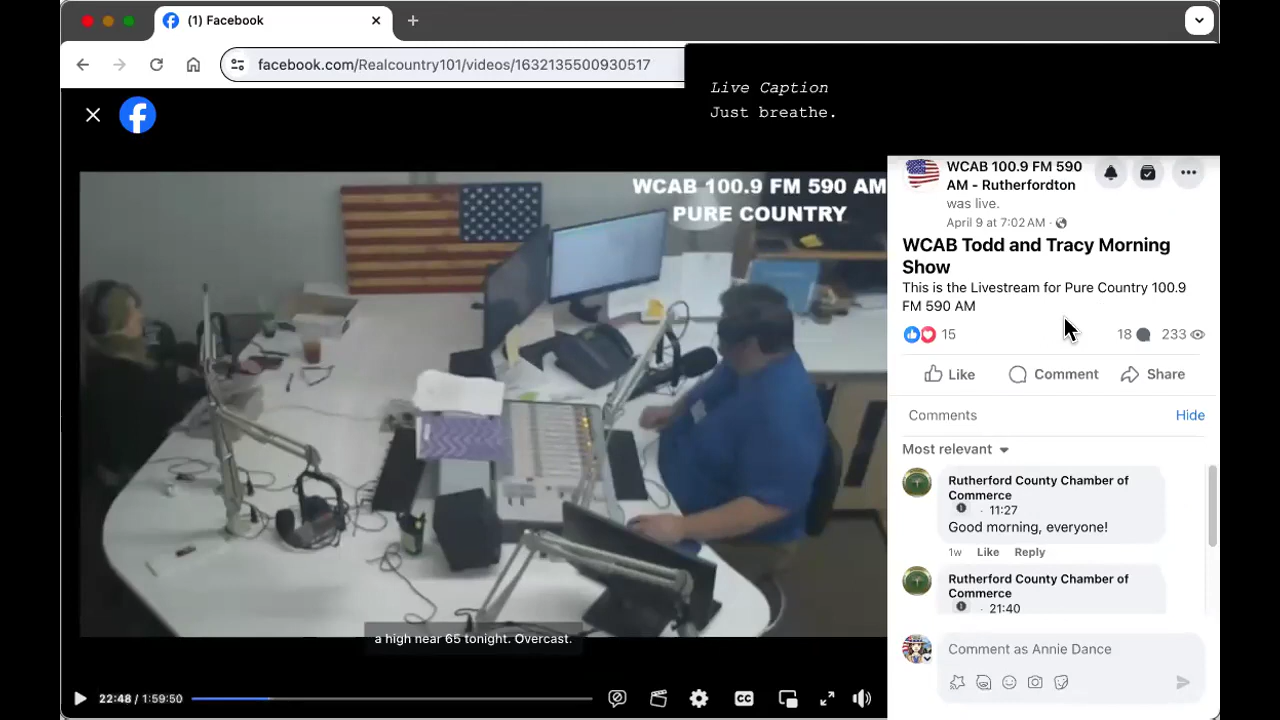 (1) Facebook
facebook.com/Realcountry101/videos/1632135500930517
Live Caption
Just breathe.
WCAB 100.9 FM 590 AM
PURE COUNTRY
a high near 65 tonight. Overcast.
22:48 / 1:59:50
CC
WCAB 100.9 FM 590
AM - Rutherfordton
was live.
April 9 at 7:02 AM ·
WCAB Todd and Tracy Morning
Show
This is the Livestream for Pure Country 100.9
FM 590 AM
15
18 233
Like Comment Share
Comments Hide
Most relevant
Rutherford County Chamber of
Commerce
· 11:27
Good morning, everyone!
1w Like Reply
Rutherford County Chamber of
Commerce
· 21:40
Comment as Annie Dance